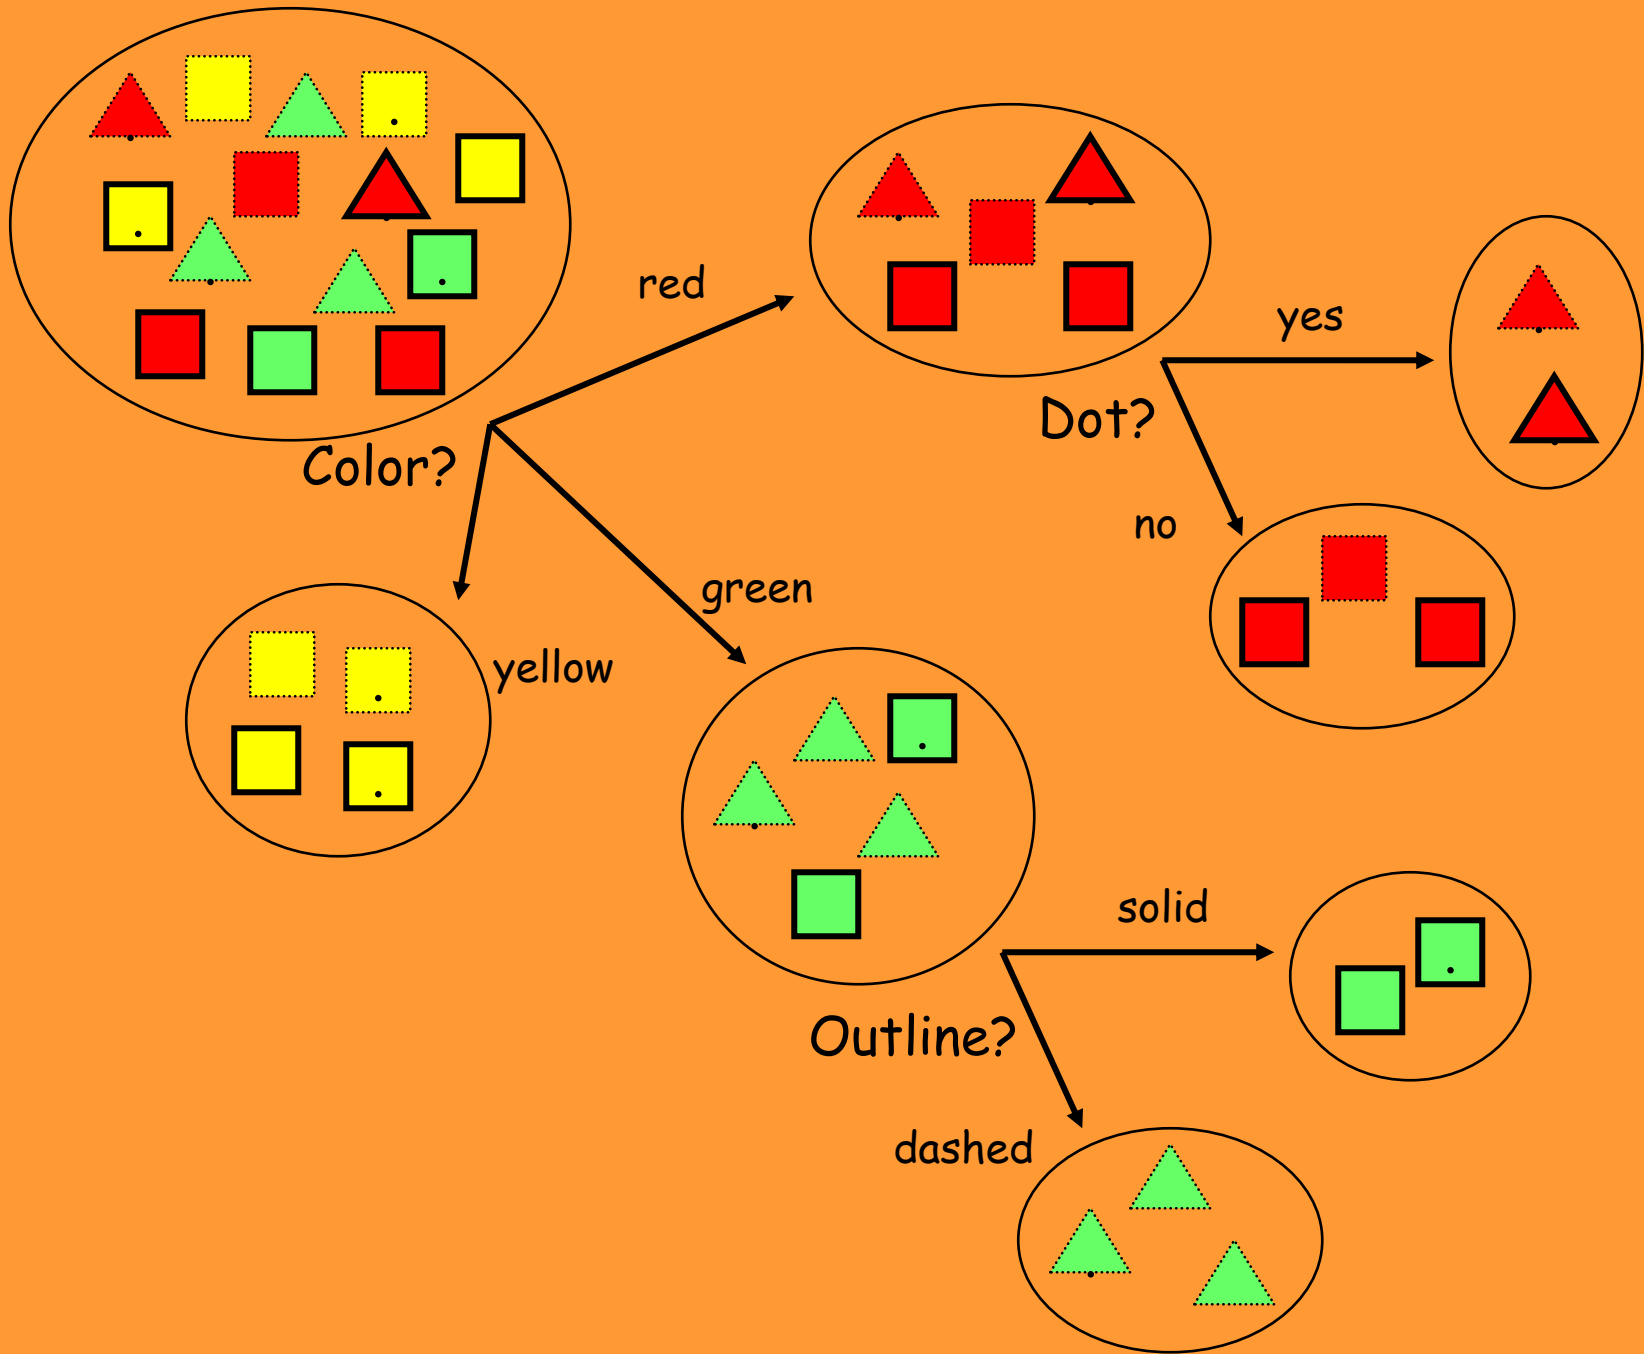 red
yes
Dot?
Color?
no
green
yellow
solid
Outline?
dashed